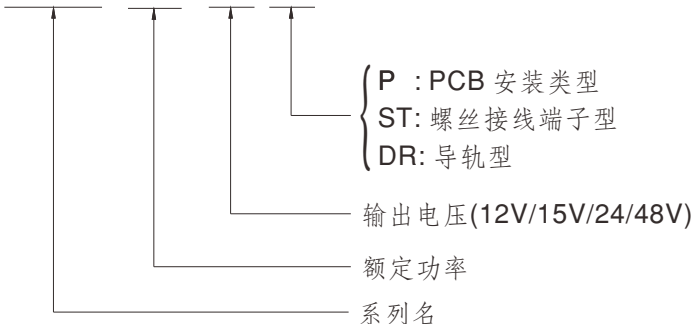 P : PCB 安装类型
ST: 螺丝接线端子型
DR: 导轨型
输出电压(12V/15V/24/48V)
额定功率
系列名